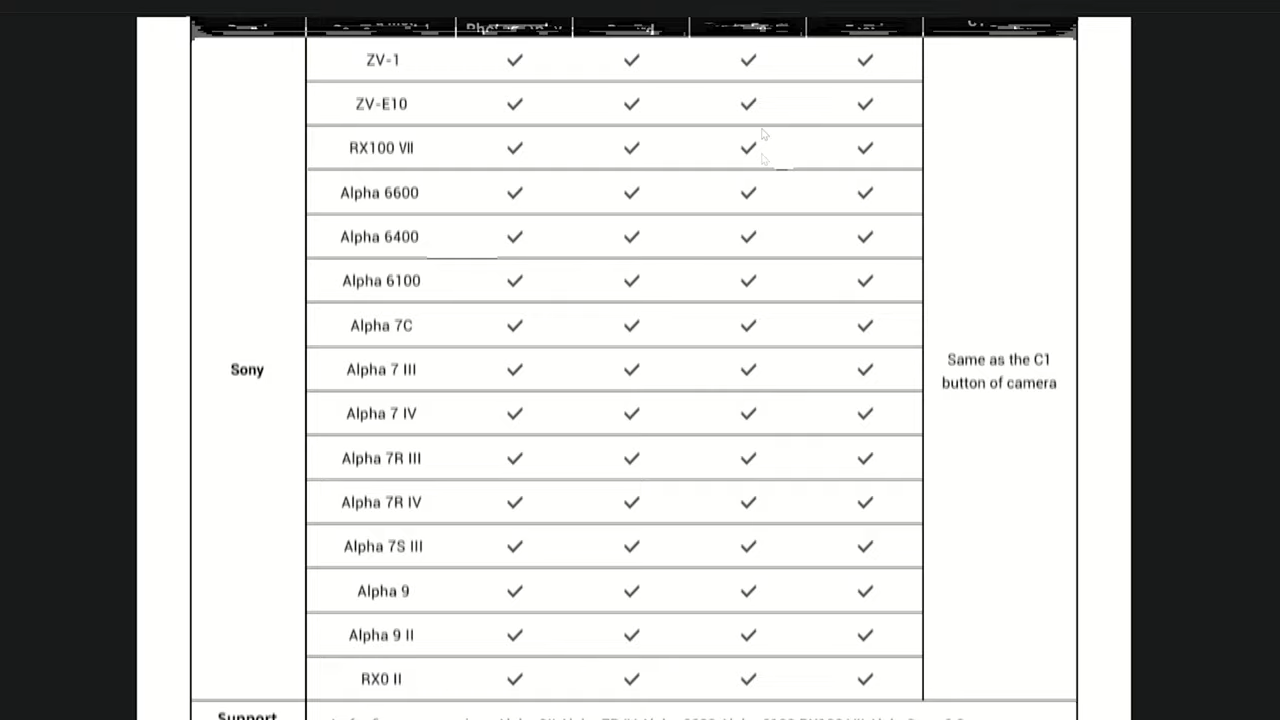 ZV-1
ZV-E10
RX100 VII
Alpha 6600
Alpha 6400
Alpha 6100
Alpha 7C
Sony
Alpha 7 III
Same as the C1
button of camera
Alpha 7 IV
Alpha 7R III
Alpha 7R IV
Alpha 7S III
Alpha 9
Alpha 9 II
RX0 II
Support